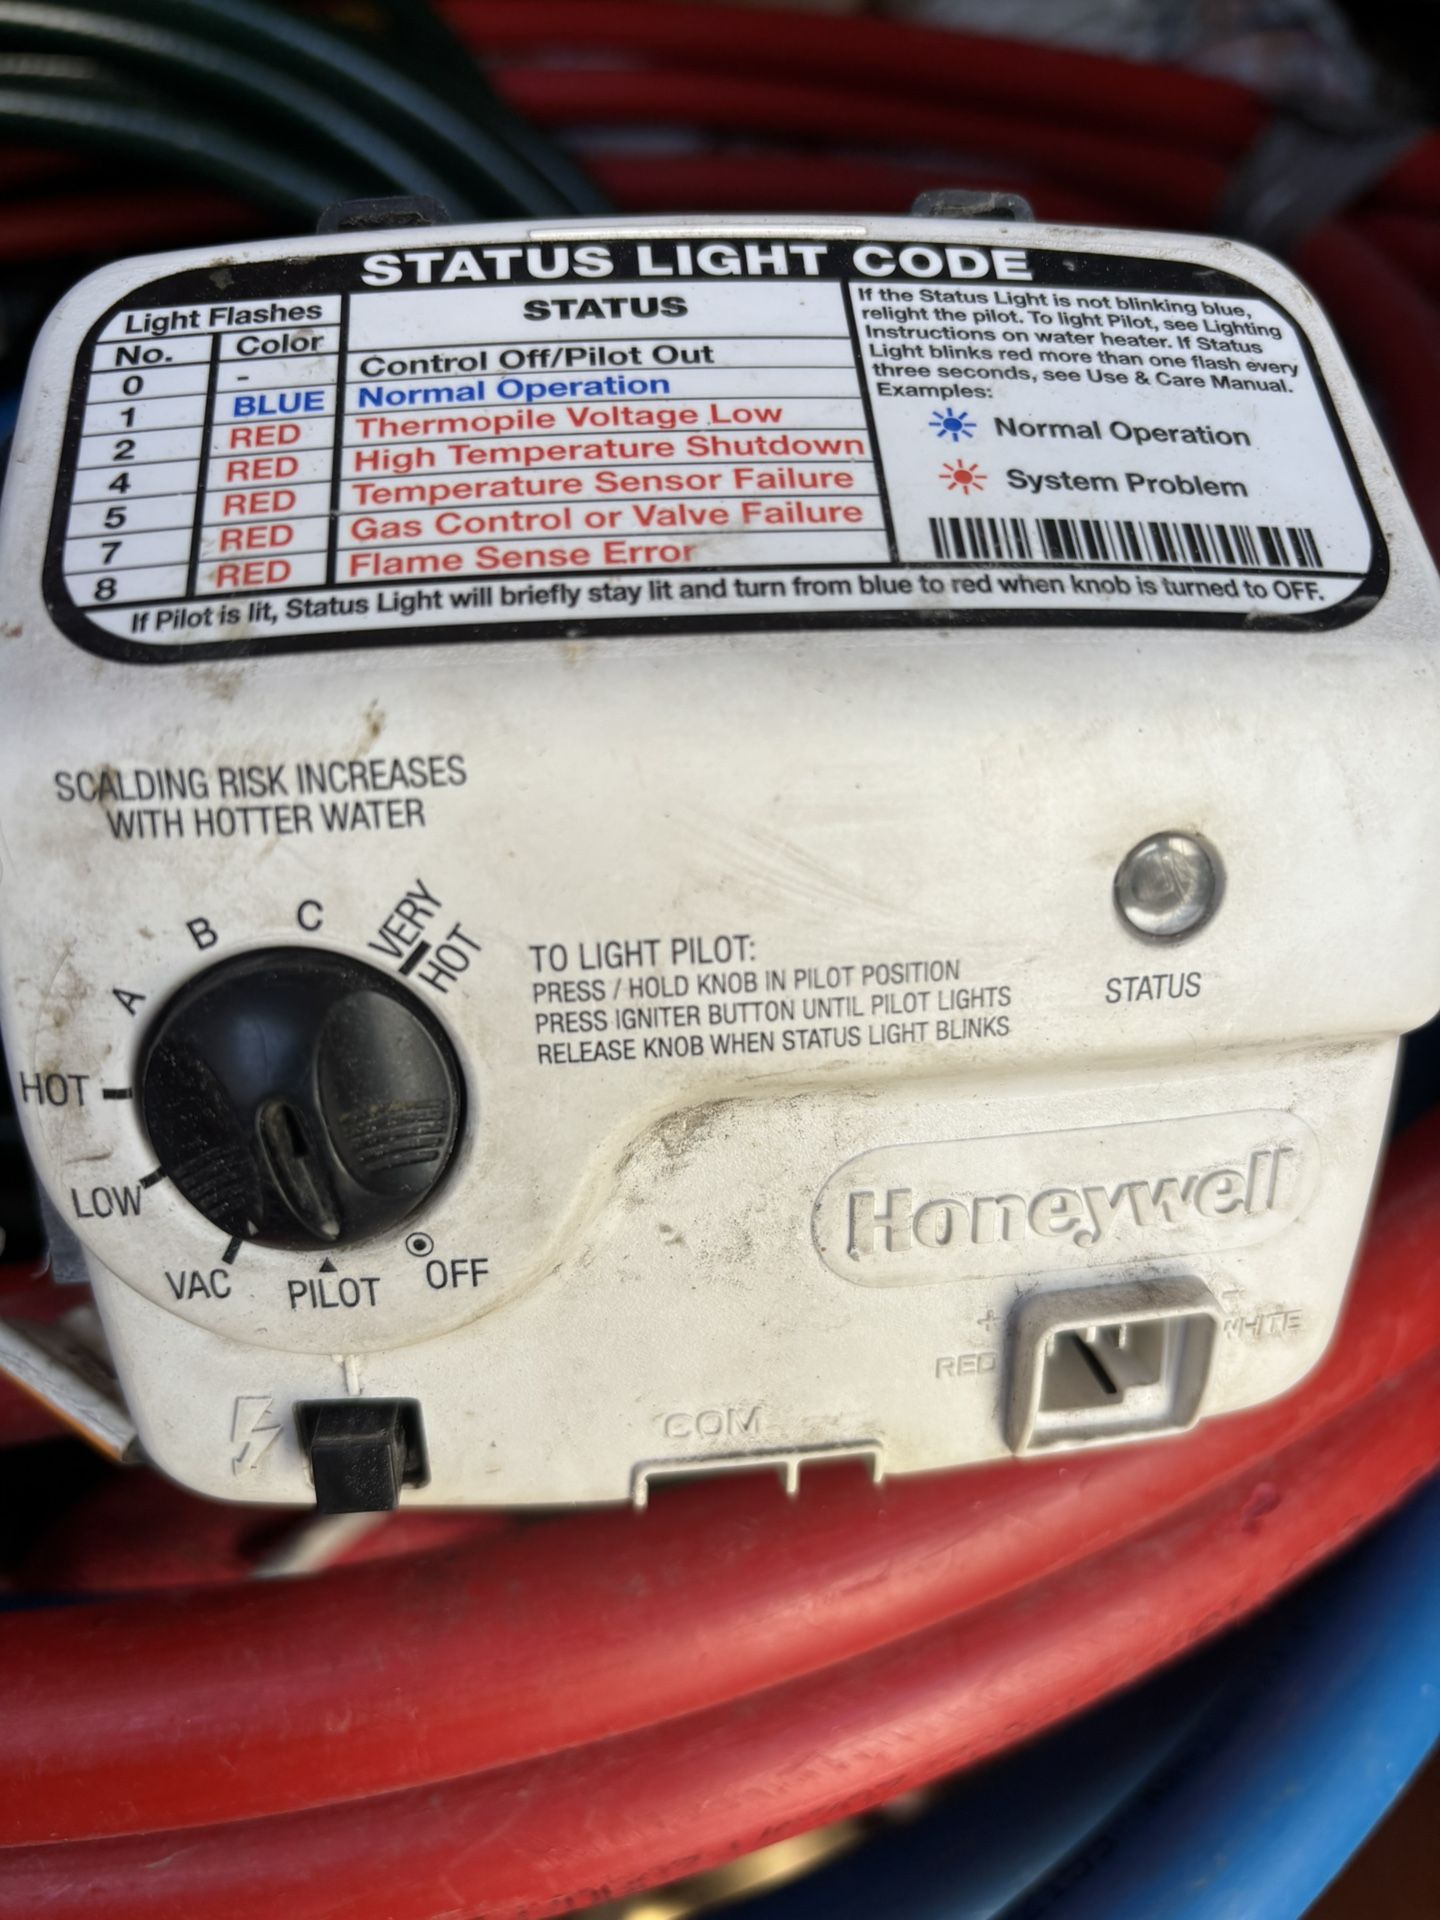 STATUS LIGHT CODE
Light Flashes
STATUS
No.
Color
0
-
Control Off/Pilot Out
1
BLUE
Normal Operation
2
RED
Thermopile Voltage Low
4
RED
High Temperature Shutdown
5
RED
Temperature Sensor Failure
7
RED
Gas Control or Valve Failure
8
RED
Flame Sense Error
If the Status Light is not blinking blue,
relight the pilot. To light Pilot, see Lighting
Instructions on water heater. If Status
Light blinks red more than one flash every
three seconds, see Use & Care Manual.
Examples:
Normal Operation
System Problem
If Pilot is lit, Status Light will briefly stay lit and turn from blue to red when knob is turned to OFF.
SCALDING RISK INCREASES
WITH HOTTER WATER
VERY
HOT
C
B
A
HOT
LOW
VAC
PILOT
OFF
TO LIGHT PILOT:
PRESS / HOLD KNOB IN PILOT POSITION
PRESS IGNITER BUTTON UNTIL PILOT LIGHTS
RELEASE KNOB WHEN STATUS LIGHT BLINKS
STATUS
Honeywell
+
RED
WHITE
COM